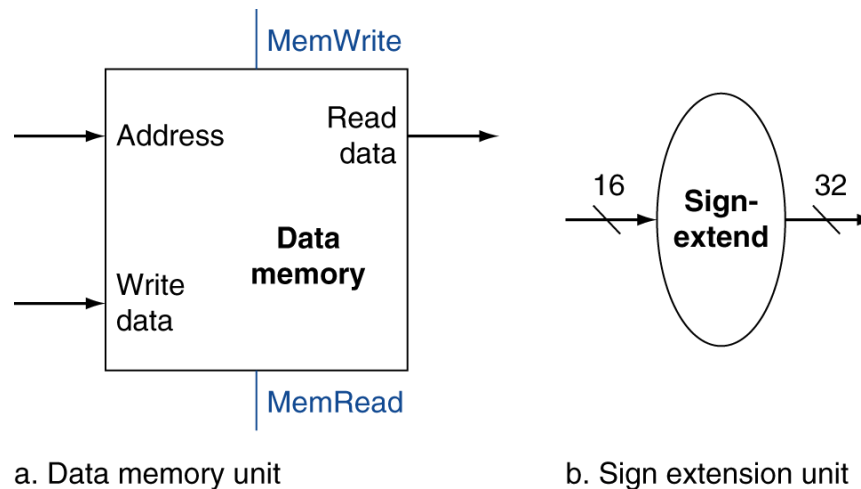 MemWrite
Address
Read
data
Data
memory
Write
data
MemRead
a. Data memory unit
16
Sign-
extend
32
b. Sign extension unit